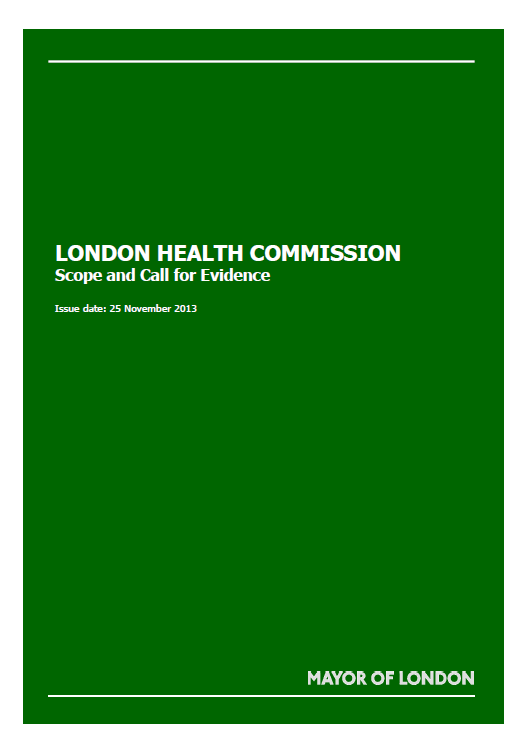 LONDON HEALTH COMMISSION
Scope and Call for Evidence
Issue date: 25 November 2013
MAYOR OF LONDON